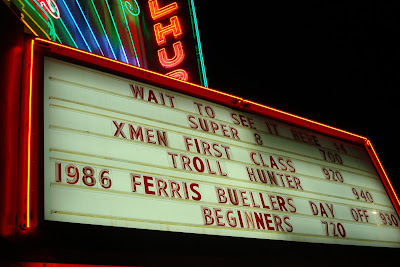 LHU
WAIT TO SEE IT HERE
SUPER 8 700
XMEN FIRST CLASS 920
TROLL HUNTER 940
1986 FERRIS BUELLERS DAY OFF 930
BEGINNERS 720